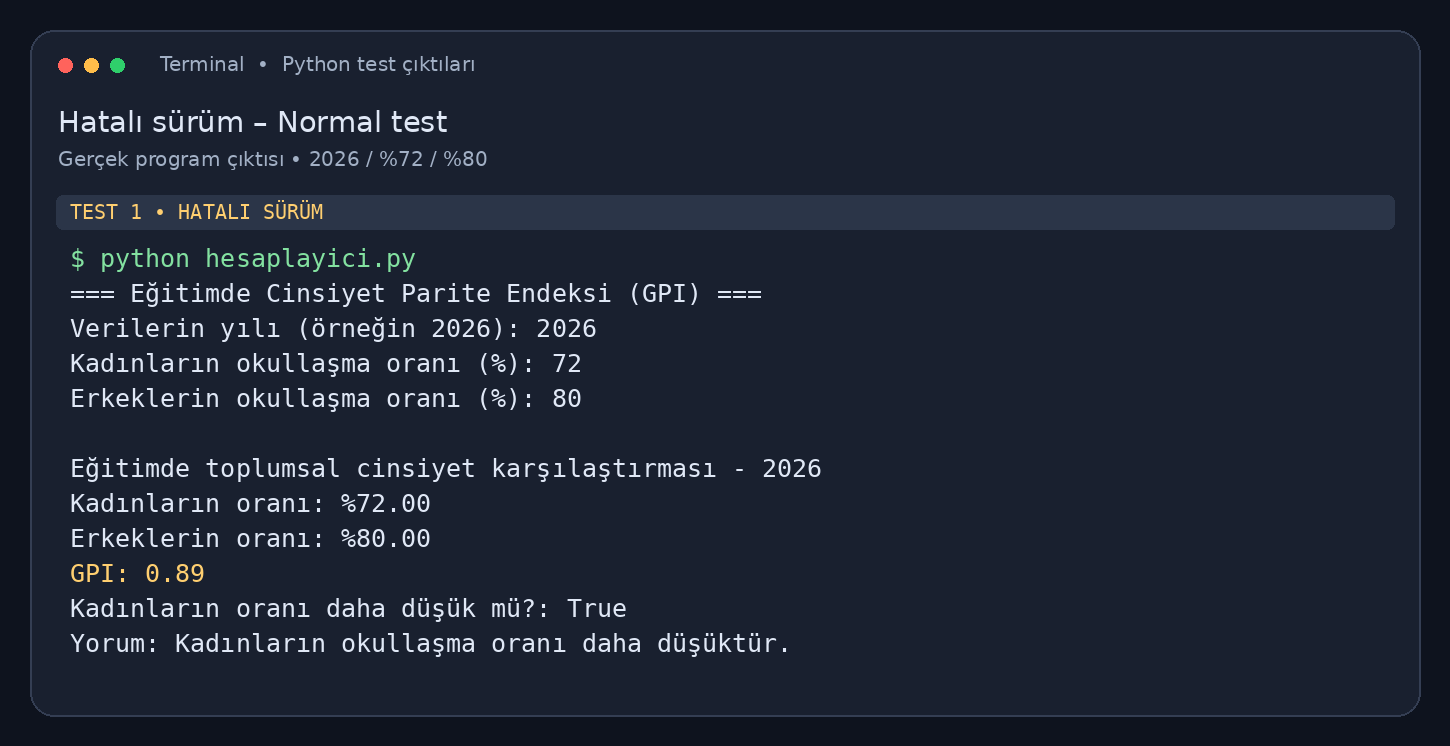 Terminal • Python test çıktıları
Hatalı sürüm – Normal test
Gerçek program çıktısı • 2026 / %72 / %80
TEST 1 • HATALI SÜRÜM
$ python hesaplayici.py
=== Eğitimde Cinsiyet Parite Endeksi (GPI) ===
Verilerin yılı (örneğin 2026): 2026
Kadınların okullaşma oranı (%): 72
Erkeklerin okullaşma oranı (%): 80
Eğitimde toplumsal cinsiyet karşılaştırması - 2026
Kadınların oranı: %72.00
Erkeklerin oranı: %80.00
GPI: 0.89
Kadınların oranı daha düşük mü?: True
Yorum: Kadınların okullaşma oranı daha düşüktür.